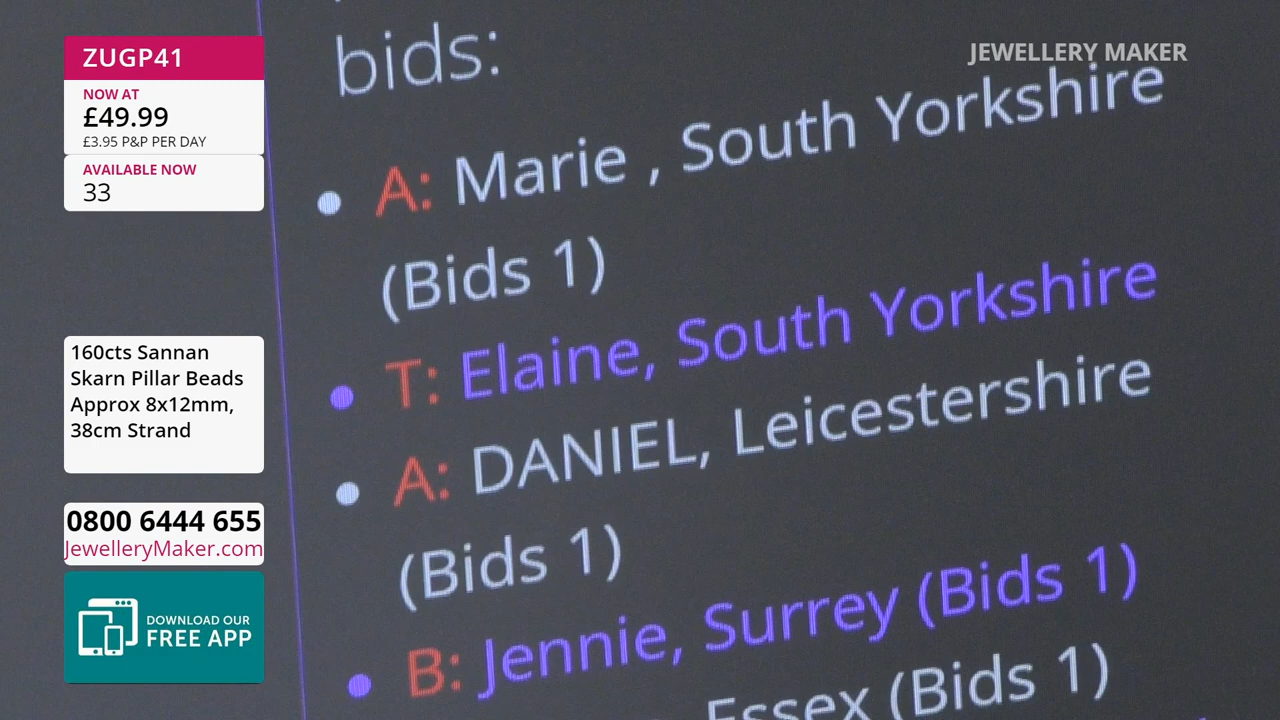 ZUGP41
NOW AT
£49.99
£3.95 P&P PER DAY
AVAILABLE NOW
33
160cts Sannan
Skarn Pillar Beads
Approx 8x12mm,
38cm Strand
0800 6444 655
JewelleryMaker.com
DOWNLOAD OUR
FREE APP
JEWELLERY MAKER
bids:
A: Marie , South Yorkshire
(Bids 1)
T: Elaine, South Yorkshire
A: DANIEL, Leicestershire
(Bids 1)
B: Jennie, Surrey (Bids 1)
Essex (Bids 1)